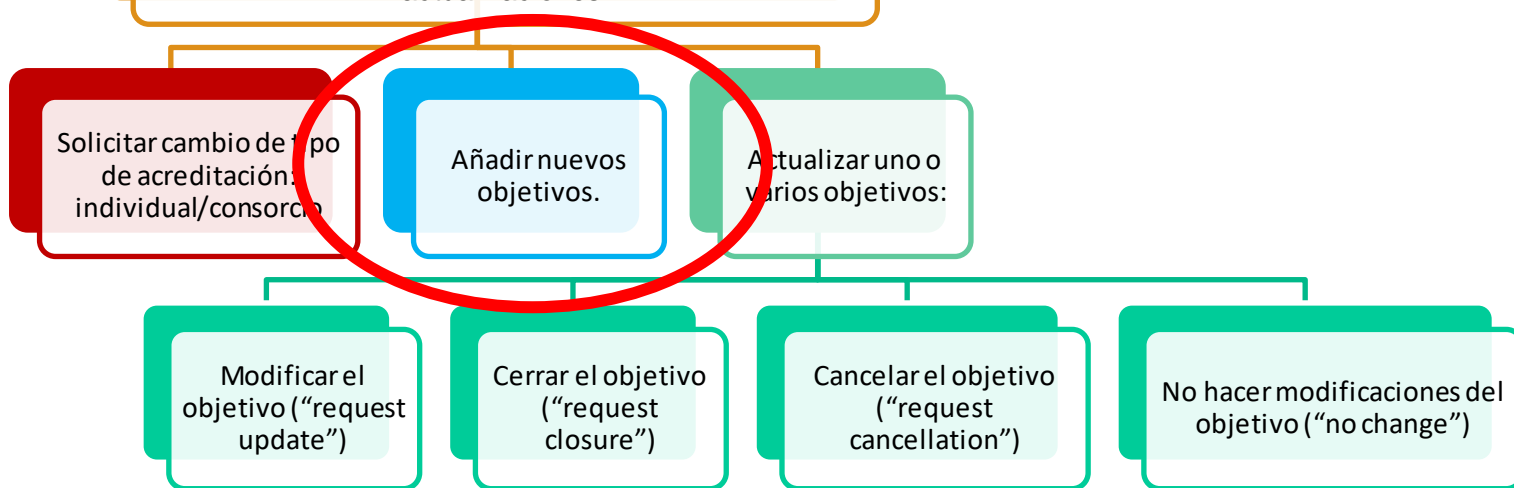 Solicitar cambio de tipo
de acreditación:
individual/consorcio
Añadir nuevos
objetivos.
Actualizar uno o
varios objetivos:
Modificar el
objetivo (“request
update”)
Cerrar el objetivo
(“request
closure”)
Cancelar el objetivo
(“request
cancellation”)
No hacer modificaciones del
objetivo (“no change”)